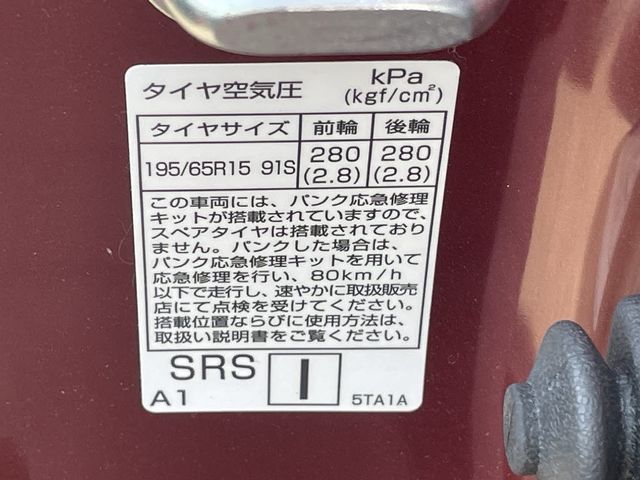 タイヤ空気圧 kPa
(kgf/cm²)
タイヤサイズ 前輪 後輪
195/65R15 91S 280 280
(2.8) (2.8)
この車両には、パンク応急修理
キットが搭載されていますので、
スペアタイヤは搭載されており
ません。パンクした場合は、
パンク応急修理キットを用いて
応急修理を行い、80km/h
以下で走行し、速やかに取扱販売
店にて点検を受けてください。
搭載位置ならびに使用方法は、
取扱い説明書をご覧ください。
SRS I
A1 5TA1A